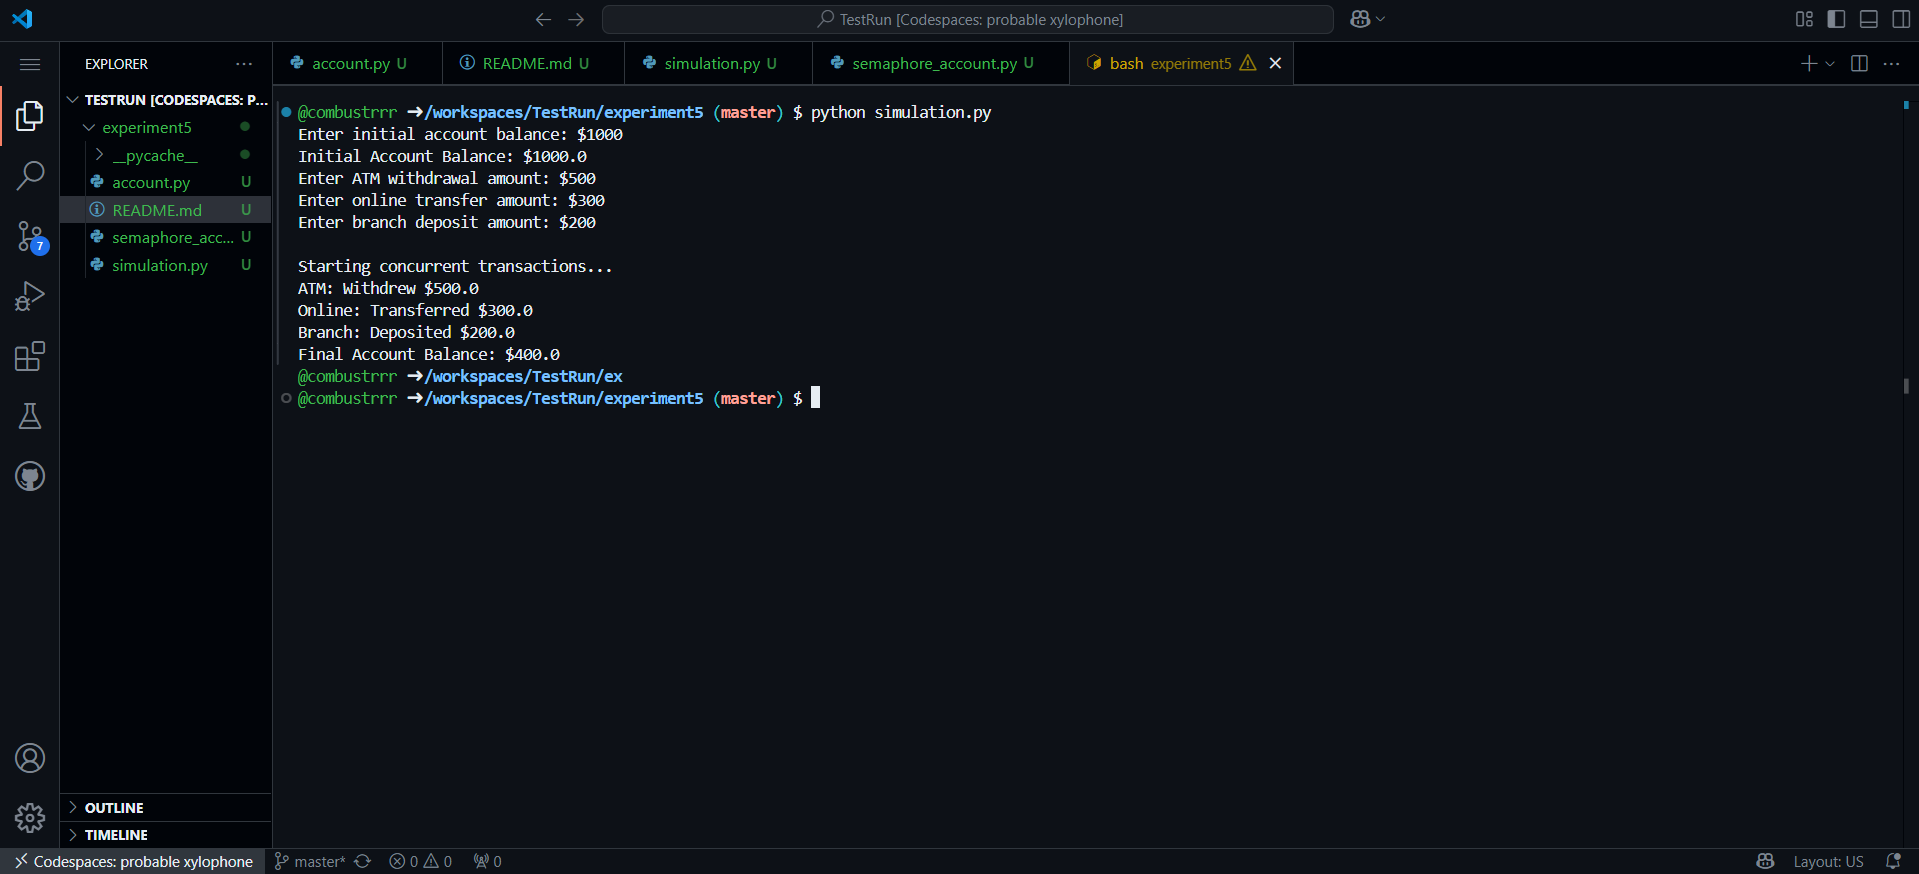 TestRun [Codespaces: probable xylophone]
EXPLORER
TESTRUN [CODESPACES: P...
experiment5
__pycache__
account.py U
README.md U
semaphore_acc... U
simulation.py U
7
OUTLINE
TIMELINE
account.py U
README.md U
simulation.py U
semaphore_account.py U
bash experiment5
@combustrrr ➜/workspaces/TestRun/experiment5 (master) $ python simulation.py
Enter initial account balance: $1000
Initial Account Balance: $1000.0
Enter ATM withdrawal amount: $500
Enter online transfer amount: $300
Enter branch deposit amount: $200
Starting concurrent transactions...
ATM: Withdrew $500.0
Online: Transferred $300.0
Branch: Deposited $200.0
Final Account Balance: $400.0
@combustrrr ➜/workspaces/TestRun/ex
@combustrrr ➜/workspaces/TestRun/experiment5 (master) $
Codespaces: probable xylophone master* 0 0 0 Layout: US